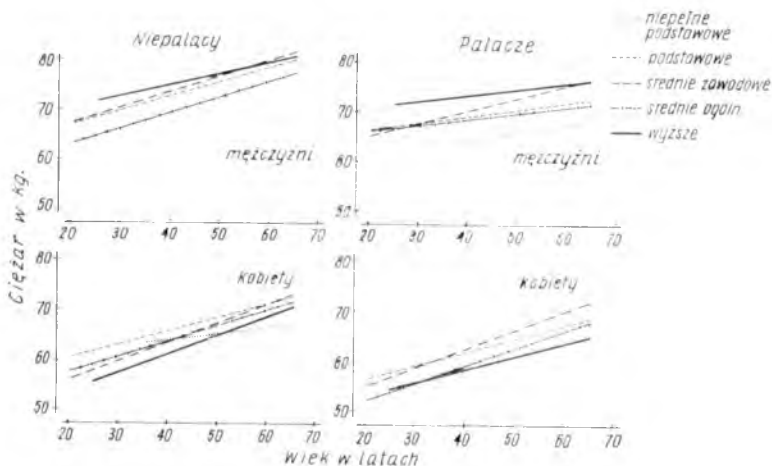 Niepalący
Palacze
niepełne
podstawowe
podstawowe
średnie zawodowe
średnie ogóln.
wyższe
Ciężar w kg.
80
70
60
50
mężczyźni
20 30 40 50 60 70
80
70
60
50
mężczyźni
20 30 40 50 60 70
80
70
60
50
kobiety
20 30 40 50 60 70
80
70
60
50
kobiety
20 30 40 50 60 70
Wiek w latach